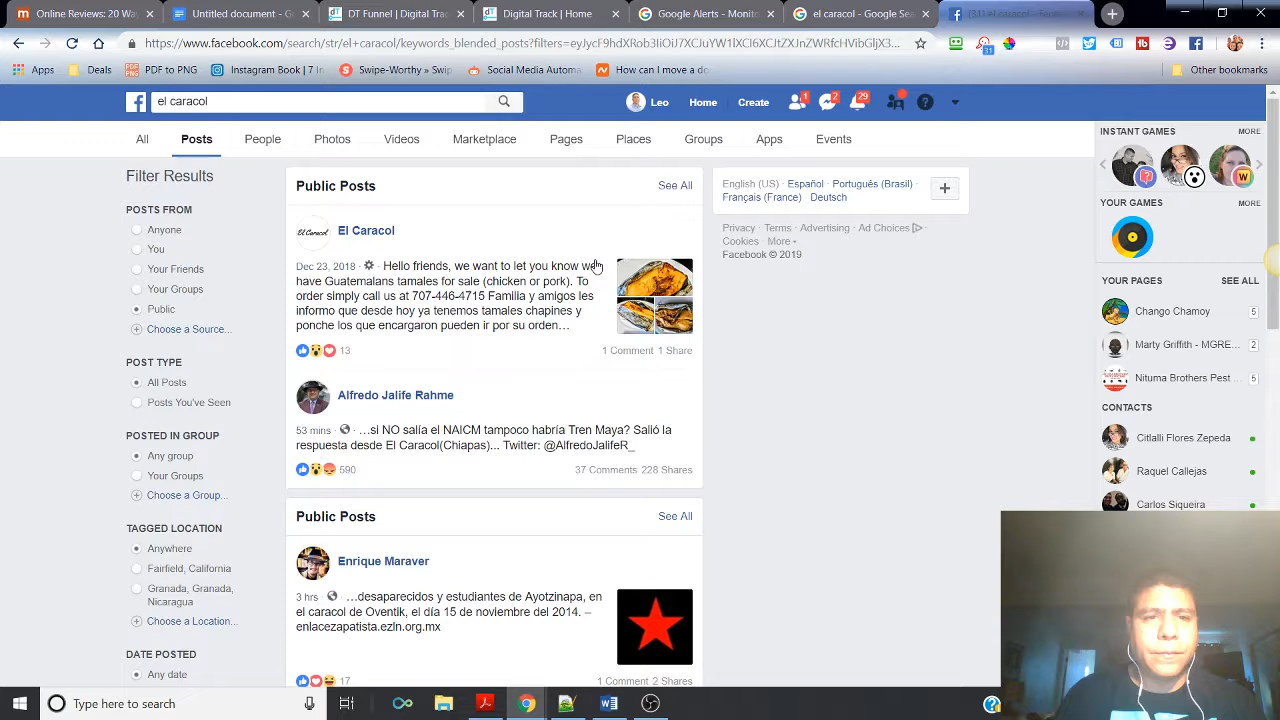 Online Reviews: 20 Wa
Untitled document - G
DT Funnel | Digital Trac
Digital Track | Home
Google Alerts - Monito
el caracol - Google Sea
(31) el caracol - Faceb
https://www.facebook.com/search/str/el+caracol/keywords_blended_posts?filters=
31
Apps
Deals
PDF to PNG
Instagram Book | 7 In
Swipe-Worthy » Swip
Social Media Automa
How can I move a do
Other bookmarks
el caracol
Leo
Home
Create
1
2
29
All
Posts
People
Photos
Videos
Marketplace
Pages
Places
Groups
Apps
Events
Filter Results
POSTS FROM
Anyone
You
Your Friends
Your Groups
Public
Choose a Source...
POST TYPE
All Posts
Posts You've Seen
POSTED IN GROUP
Any group
Your Groups
Choose a Group...
TAGGED LOCATION
Anywhere
Fairfield, California
Granada, Granada,
Nicaragua
Choose a Location...
DATE POSTED
Any date
Public Posts
See All
El Caracol
El Caracol
Dec 23, 2018 · Hello friends, we want to let you know we
have Guatemalans tamales for sale (chicken or pork). To
order simply call us at 707-446-4715 Familia y amigos les
informo que desde hoy ya tenemos tamales chapines y
ponche los que encargaron pueden ir por su orden…
13
1 Comment 1 Share
Alfredo Jalife Rahme
53 mins · …si NO salía el NAICM tampoco habría Tren Maya? Salió la
respuesta desde El Caracol(Chiapas)... Twitter: @AlfredoJalifeR_
590
37 Comments 228 Shares
Public Posts
See All
Enrique Maraver
3 hrs · …desaparecidos y estudiantes de Ayotzinapa, en
el caracol de Oventik, el día 15 de noviembre del 2014. –
enlacezapatista.ezln.org.mx
17
1 Comment 2 Shares
English (US) · Español · Português (Brasil) ·
Français (France) · Deutsch
Privacy · Terms · Advertising · Ad Choices
Cookies · More
Facebook © 2019
INSTANT GAMES
MORE
W
YOUR GAMES
MORE
YOUR PAGES
SEE ALL
Chango Chamoy
5
Marty Griffith - MGRE...
2
Nituma Brothers Pest ...
5
CONTACTS
Citlalli Flores Zepeda
Raquel Callejas
Carlos Siqueira
Type here to search